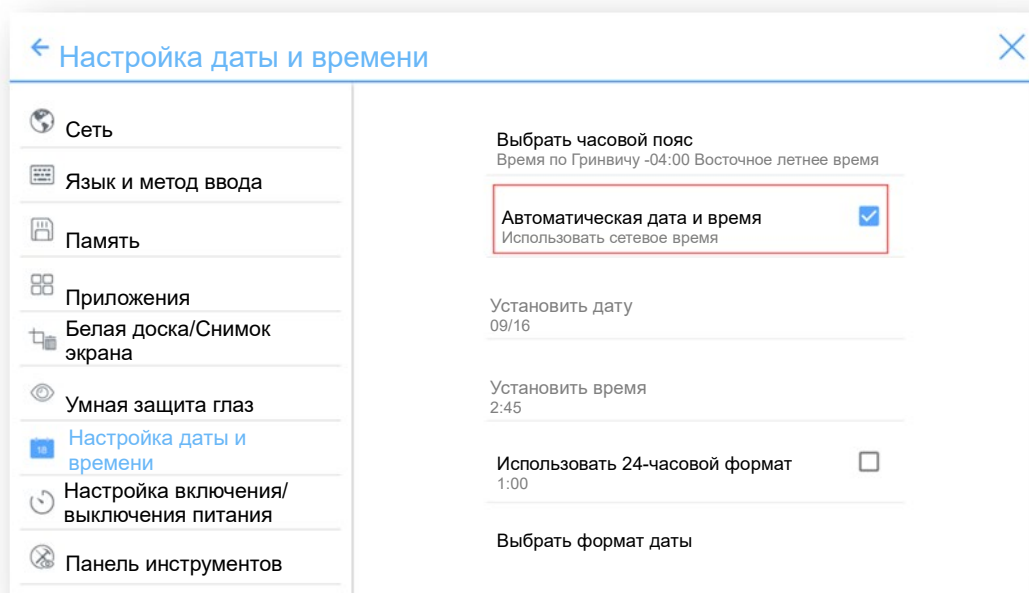 Настройка даты и времени
Сеть
Язык и метод ввода
Память
Приложения
Белая доска/Снимок
экрана
Умная защита глаз
18
Настройка даты и
времени
Настройка включения/
выключения питания
Панель инструментов
Выбрать часовой пояс
Время по Гринвичу -04:00 Восточное летнее время
Автоматическая дата и время
Использовать сетевое время
Установить дату
09/16
Установить время
2:45
Использовать 24-часовой формат
1:00
Выбрать формат даты